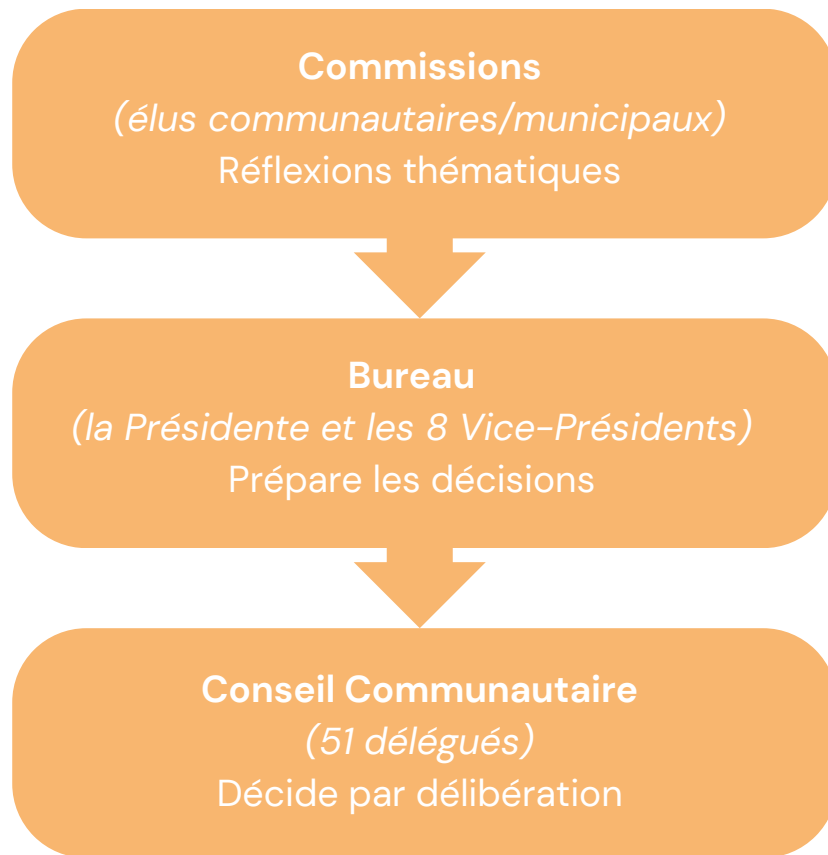 Commissions
(élus communautaires/municipaux)
Réflexions thématiques
Bureau
(la Présidente et les 8 Vice-Présidents)
Prépare les décisions
Conseil Communautaire
(51 délégués)
Décide par délibération